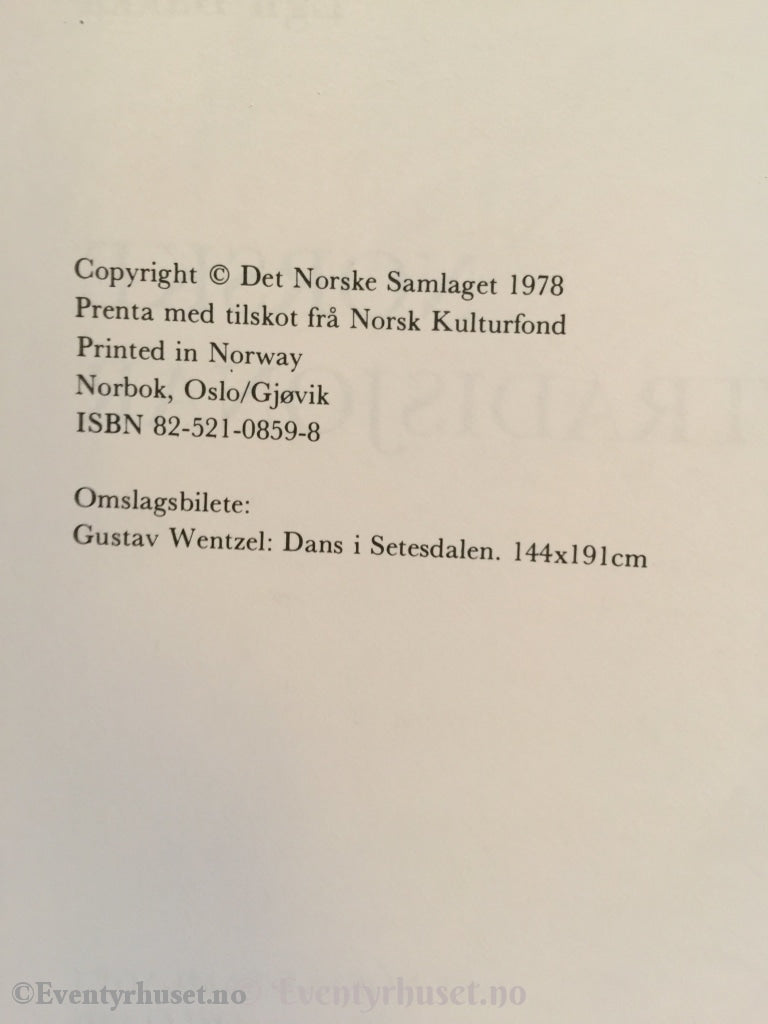 Copyright © Det Norske Samlaget 1978
Prenta med tilskot frå Norsk Kulturfond
Printed in Norway
Norbok, Oslo/Gjøvik
ISBN 82-521-0859-8
Omslagsbilete:
Gustav Wentzel: Dans i Setesdalen. 144x191cm
©Eventyrhuset.no
©Eventyrhuset.no